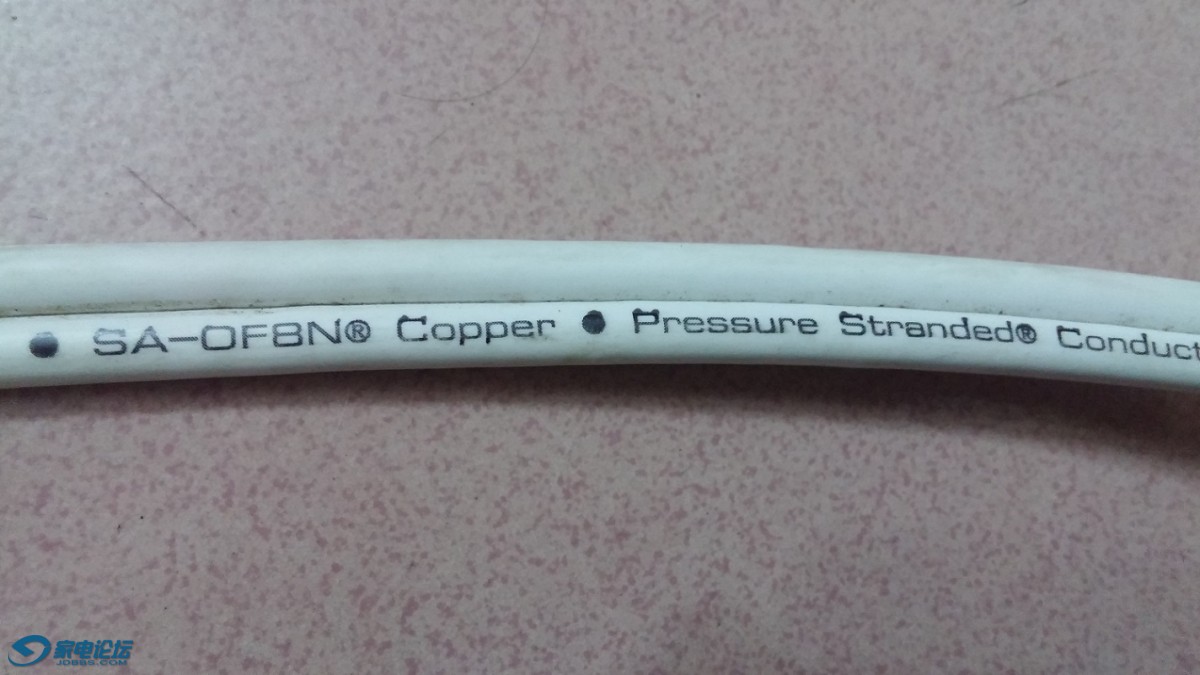 ● SA-OF8N® Copper ● Pressure Stranded® Conduct
家电论坛
JDBBS.COM